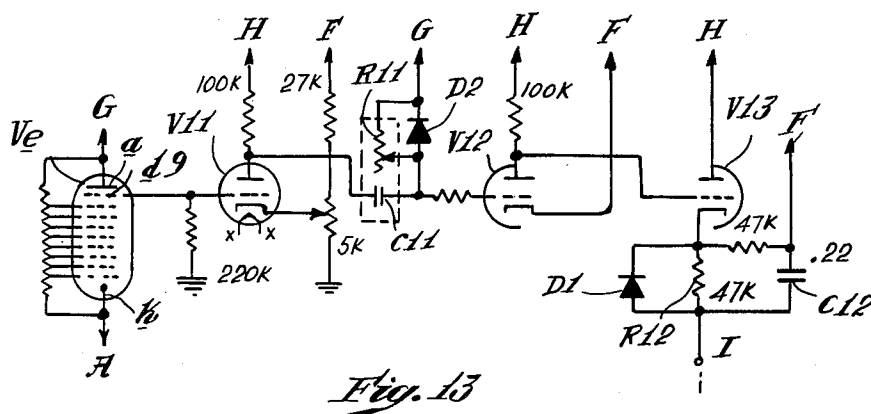 H F G H F H
100K 27K R11 D2 100K V13
G V11 V12 F
Ve a
d9
47K
x x 5K C11 .22
220K D1 47K C12
k R12
A I
Fig. 13